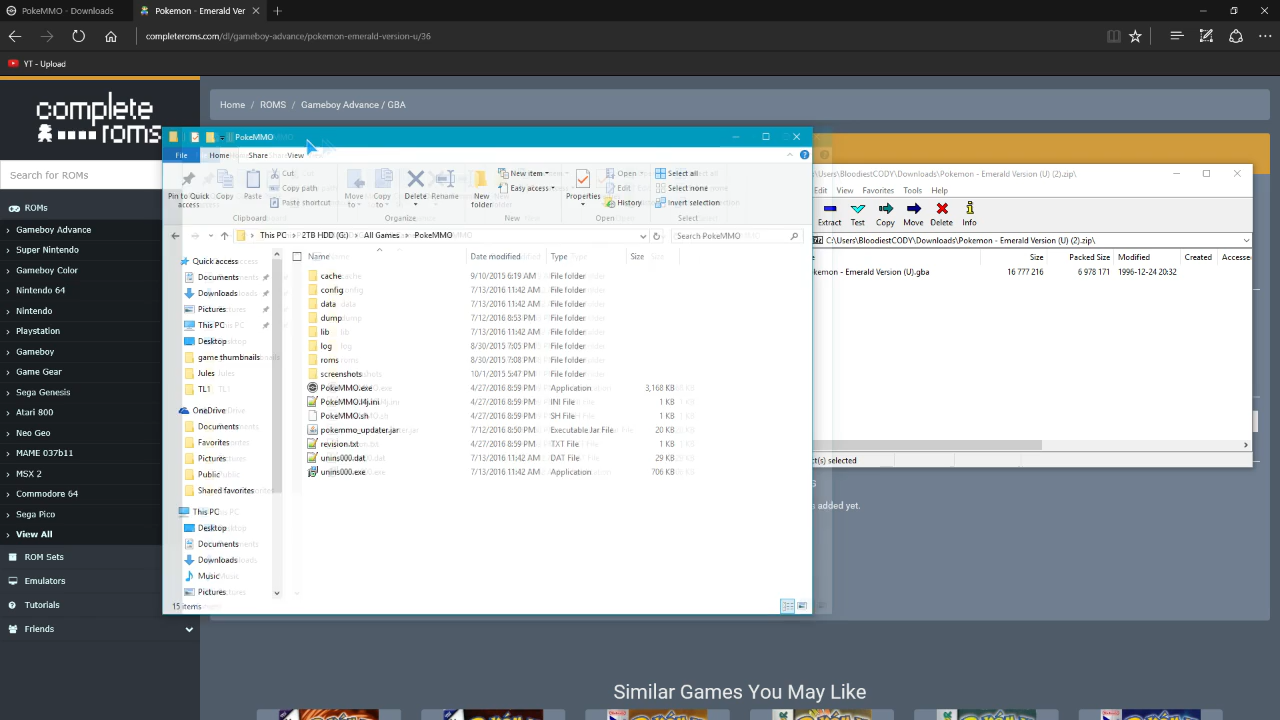 PokeMMO - Downloads
Pokemon - Emerald Ver
completeroms.com/dl/gameboy-advance/pokemon-emerald-version-u/36
YT - Upload
complete
roms
Home / ROMS / Gameboy Advance / GBA
Search for ROMs
ROMs
Gameboy Advance
Super Nintendo
Gameboy Color
Nintendo 64
Nintendo
Playstation
Gameboy
Game Gear
Sega Genesis
Atari 800
Neo Geo
MAME 037b11
MSX 2
Commodore 64
Sega Pico
View All
ROM Sets
Emulators
Tutorials
Friends
PokeMMO
File Home Share View
Pin to Quick access
Copy
Paste
Cut
Copy path
Paste shortcut
Clipboard
Move to
Copy to
Delete
Rename
Organize
New folder
New item
Easy access
New
Properties
Open
Edit
History
Open
Select all
Select none
Invert selection
Select
This PC > 2TB HDD (G:) > All Games > PokeMMO
Search PokeMMO
Quick access
Documents
Downloads
Pictures
This PC
Desktop
game thumbnails
Jules
TL1
OneDrive
Documents
Favorites
Pictures
Public
Shared favorites
This PC
Desktop
Documents
Downloads
Music
Pictures
Name Date modified Type Size
cache 9/10/2015 6:19 AM File folder
config 7/13/2016 11:42 AM File folder
data 7/13/2016 11:42 AM File folder
dump 7/12/2016 8:53 PM File folder
lib 7/13/2016 11:42 AM File folder
log 8/30/2015 7:05 PM File folder
roms 8/30/2015 7:08 PM File folder
screenshots 10/1/2015 5:47 PM File folder
PokeMMO.exe 4/27/2016 8:59 PM Application 3,168 KB
PokeMMO.l4j.ini 4/27/2016 8:59 PM INI File 1 KB
PokeMMO.sh 4/27/2016 8:59 PM SH File 1 KB
pokemmo_updater.jar 7/12/2016 8:50 PM Executable Jar File 20 KB
revision.txt 4/27/2016 8:59 PM TXT File 1 KB
unins000.dat 7/13/2016 11:42 AM DAT File 29 KB
unins000.exe 7/13/2016 11:42 AM Application 706 KB
15 items
:\Users\BloodiestCODY\Downloads\Pokemon - Emerald Version (U) (2).zip\
Edit View Favorites Tools Help
Extract Test Copy Move Delete Info
C:\Users\BloodiestCODY\Downloads\Pokemon - Emerald Version (U) (2).zip\
Size Packed Size Modified Created Accesse
kemon - Emerald Version (U).gba 16 777 216 6 978 171 1996-12-24 20:32
ct(s) selected
s added yet.
Similar Games You May Like